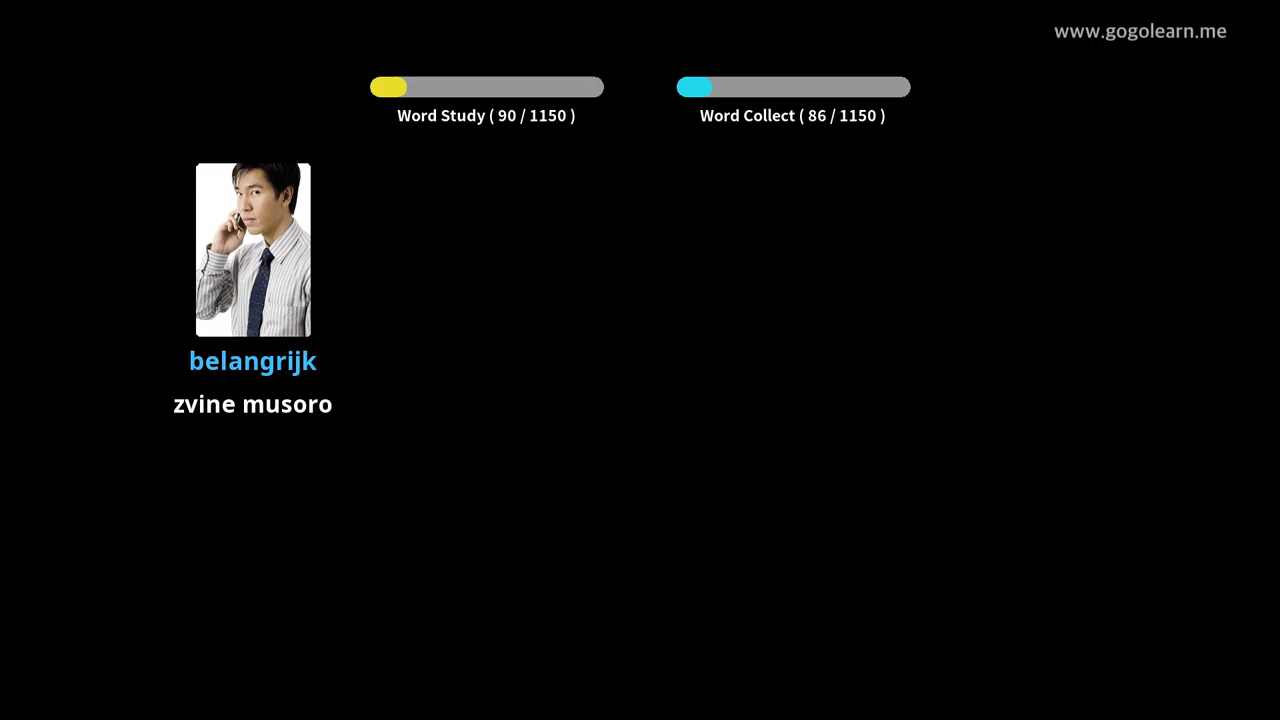 www.gogolearn.me
Word Study ( 90 / 1150 )
Word Collect ( 86 / 1150 )
belangrijk
zvine musoro